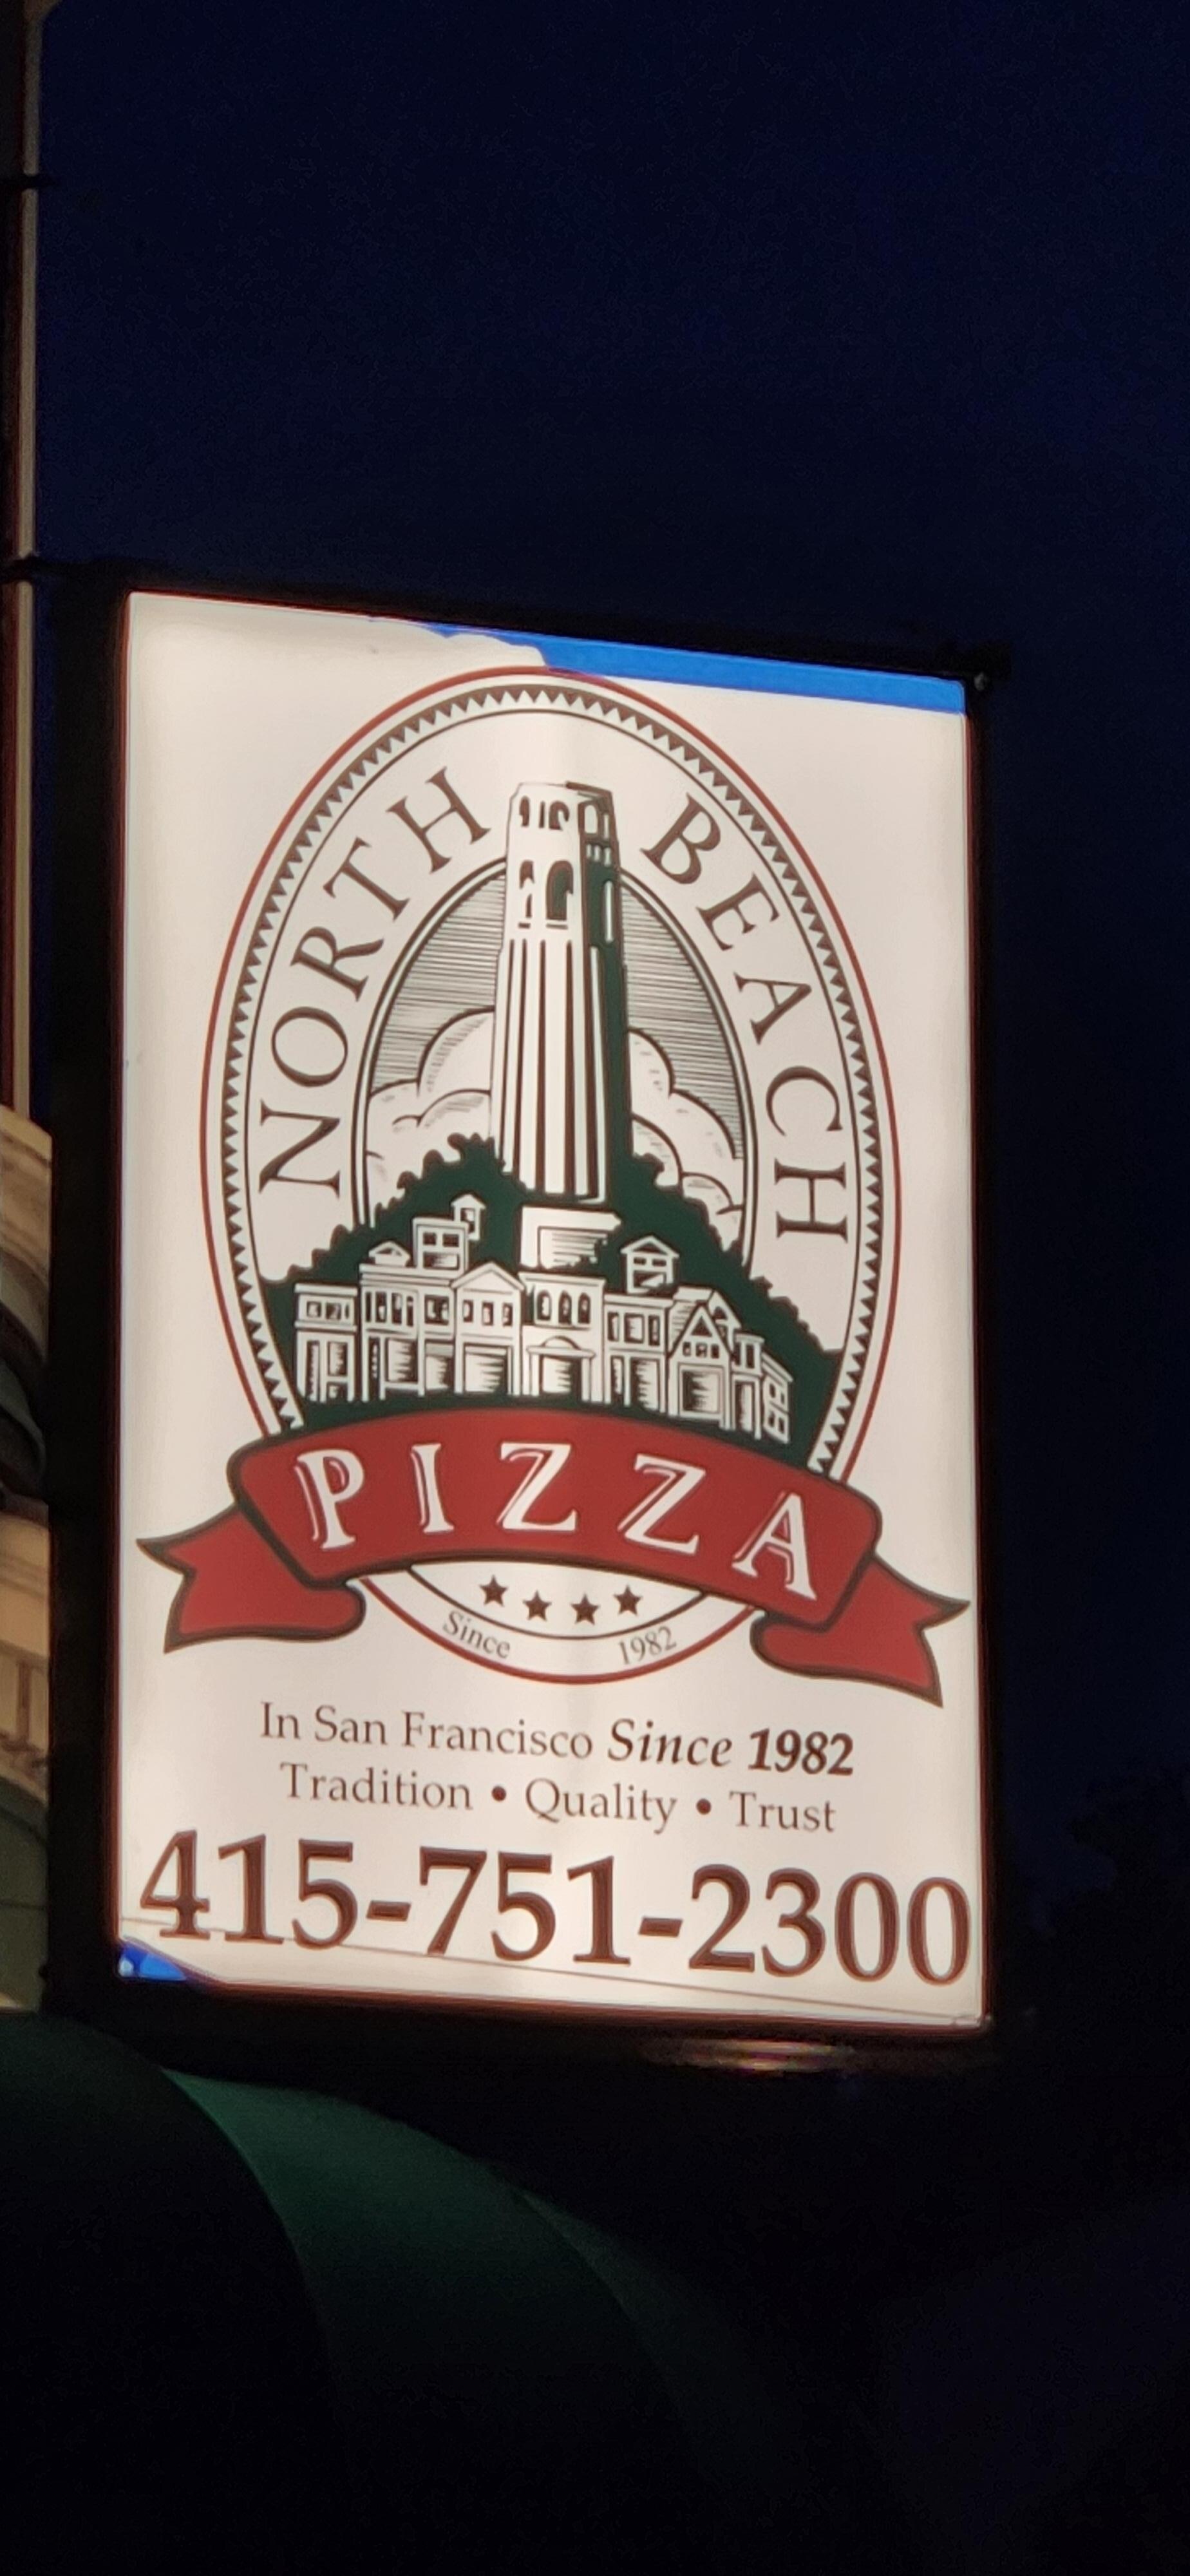 NORTH BEACH
PIZZA
Since 1982
In San Francisco Since 1982
Tradition • Quality • Trust
415-751-2300